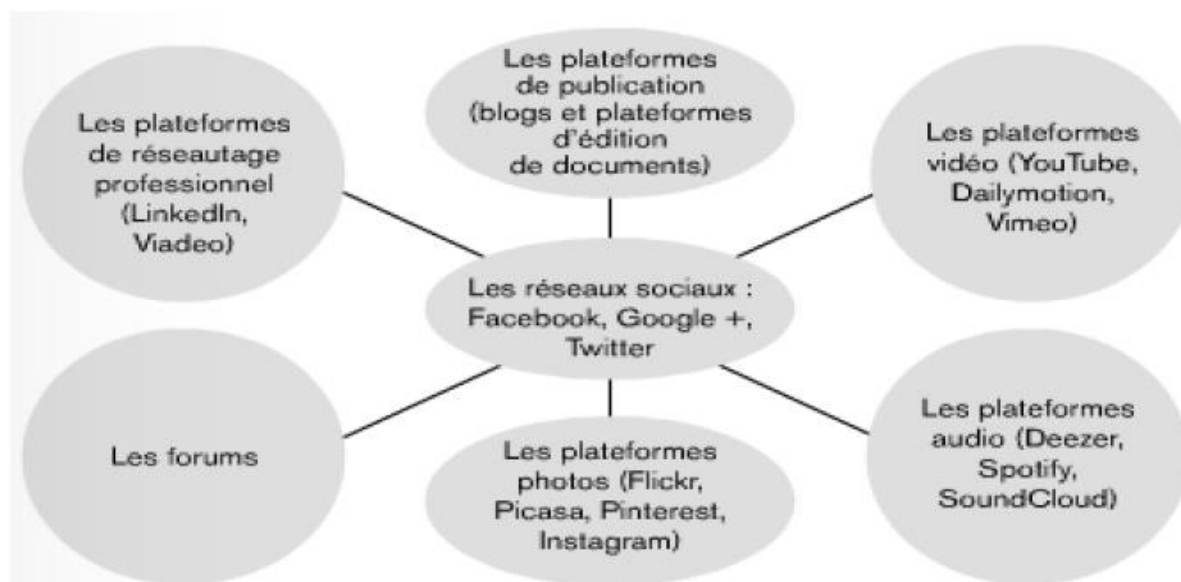 Les plateformes
de réseautage
professionnel
(LinkedIn,
Viadeo)
Les plateformes
de publication
(blogs et plateformes
d'édition
de documents)
Les plateformes
vidéo (YouTube,
Dailymotion,
Vimeo)
Les réseaux sociaux :
Facebook, Google +,
Twitter
Les forums
Les plateformes
photos (Flickr,
Picasa, Pinterest,
Instagram)
Les plateformes
audio (Deezer,
Spotify,
SoundCloud)